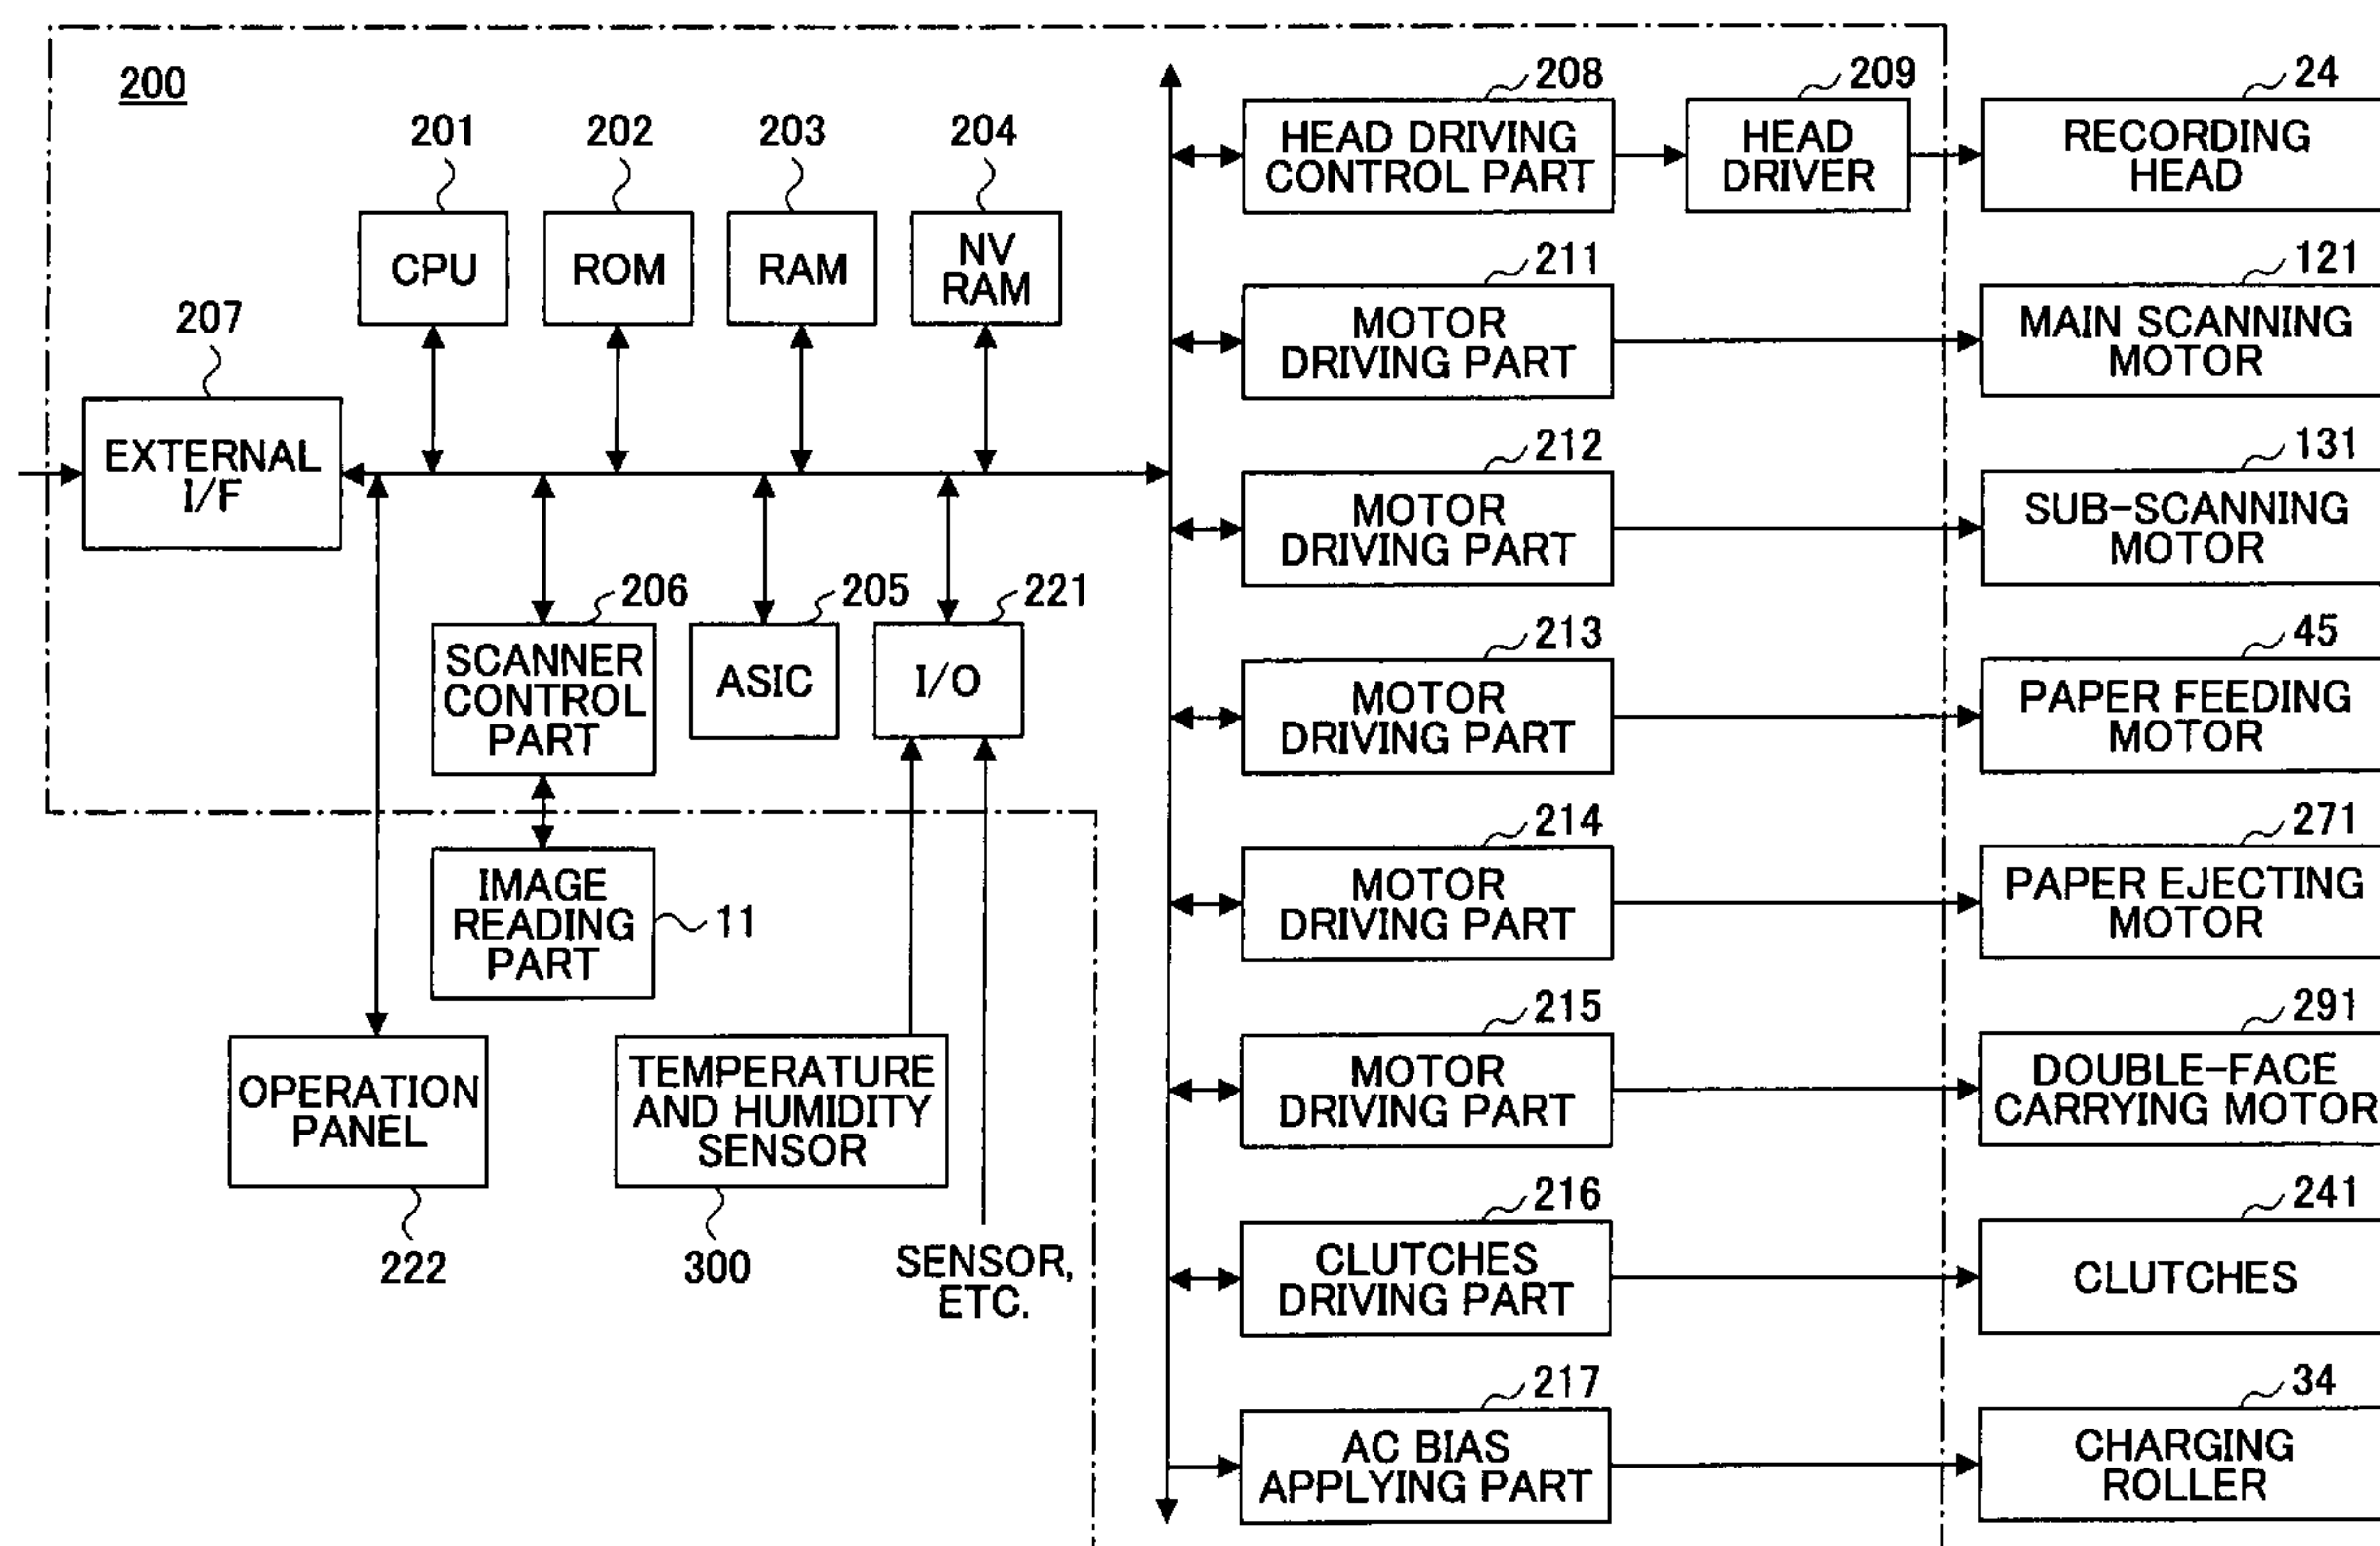 200
201
202
203
204
CPU
ROM
RAM
NV
RAM
207
EXTERNAL
I/F
206
205
221
SCANNER
CONTROL
PART
ASIC
I/O
IMAGE
READING
PART
11
OPERATION
PANEL
222
TEMPERATURE
AND HUMIDITY
SENSOR
300
SENSOR,
ETC.
208
HEAD DRIVING
CONTROL PART
209
HEAD
DRIVER
24
RECORDING
HEAD
211
MOTOR
DRIVING PART
121
MAIN SCANNING
MOTOR
212
MOTOR
DRIVING PART
131
SUB-SCANNING
MOTOR
213
MOTOR
DRIVING PART
45
PAPER FEEDING
MOTOR
214
MOTOR
DRIVING PART
271
PAPER EJECTING
MOTOR
215
MOTOR
DRIVING PART
291
DOUBLE-FACE
CARRYING MOTOR
216
CLUTCHES
DRIVING PART
241
CLUTCHES
217
AC BIAS
APPLYING PART
34
CHARGING
ROLLER